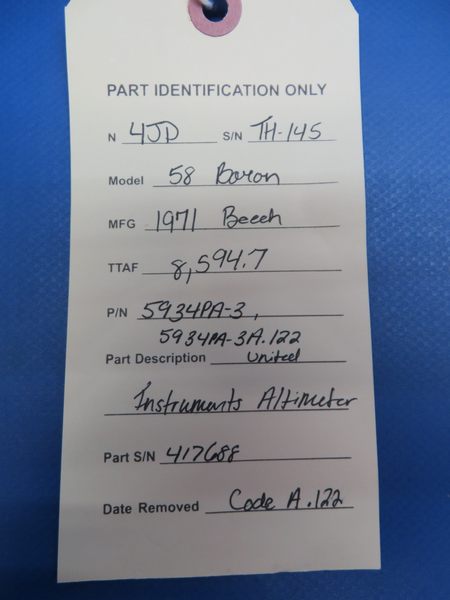 PART IDENTIFICATION ONLY
N 4JD S/N TH-145
Model 58 Baron
MFG 1971 Beech
TTAF 8,594.7
P/N 5934PA-3,
5934PA-3A.122
Part Description United
Instruments Altimeter
Part S/N 417688
Date Removed Code A.122